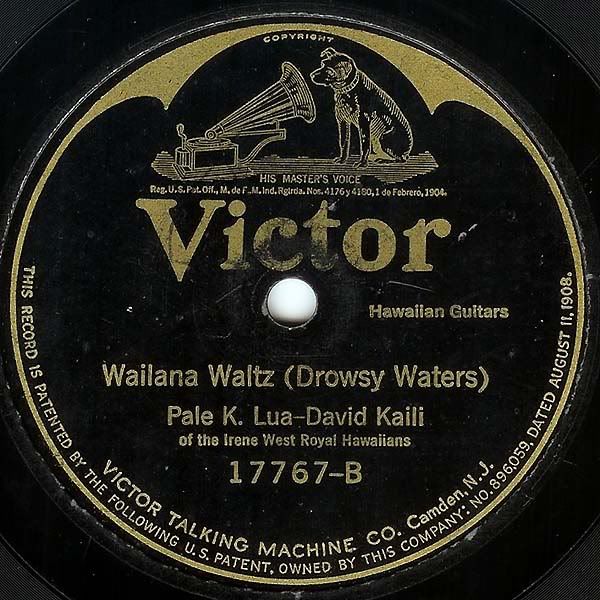 COPYRIGHT
HIS MASTER'S VOICE
Reg. U.S. Pat. Off., M. de F., M. Ind. Rgtrda. Nos. 4176 y 4180, 1 de Febrero, 1904.
Victor
Hawaiian Guitars
Wailana Waltz (Drowsy Waters)
Pale K. Lua–David Kaili
of the Irene West Royal Hawaiians
17767–B
VICTOR TALKING MACHINE CO. Camden, N.J.
THIS RECORD IS PATENTED BY THE FOLLOWING U.S. PATENT, OWNED BY THIS COMPANY: NO. 896059, DATED AUGUST 11, 1908.